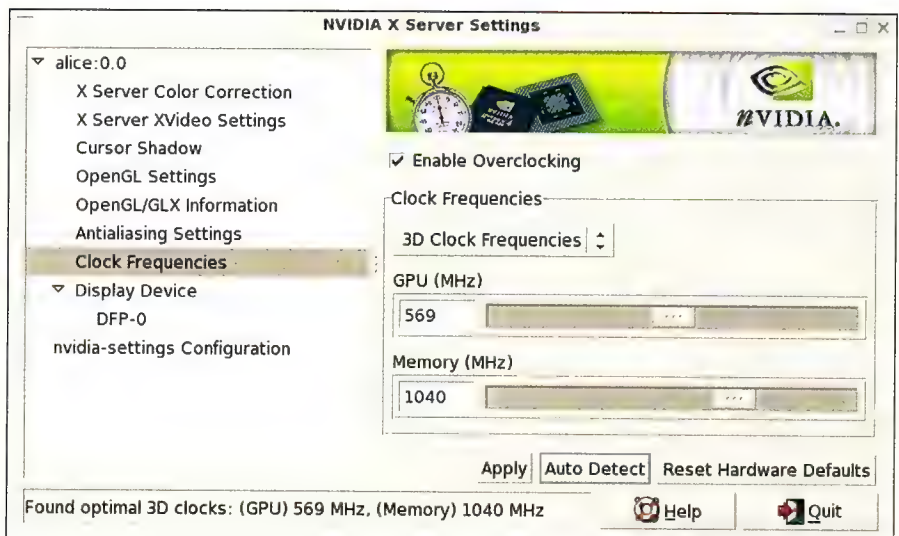 NVIDIA X Server Settings
alice:0.0
X Server Color Correction
X Server XVideo Settings
Cursor Shadow
OpenGL Settings
OpenGL/GLX Information
Antialiasing Settings
Clock Frequencies
Display Device
DFP-0
nvidia-settings Configuration
nVIDIA.
Enable Overclocking
Clock Frequencies
3D Clock Frequencies
GPU (MHz)
569
Memory (MHz)
1040
Apply
Auto Detect
Reset Hardware Defaults
Found optimal 3D clocks: (GPU) 569 MHz, (Memory) 1040 MHz
Help
Quit